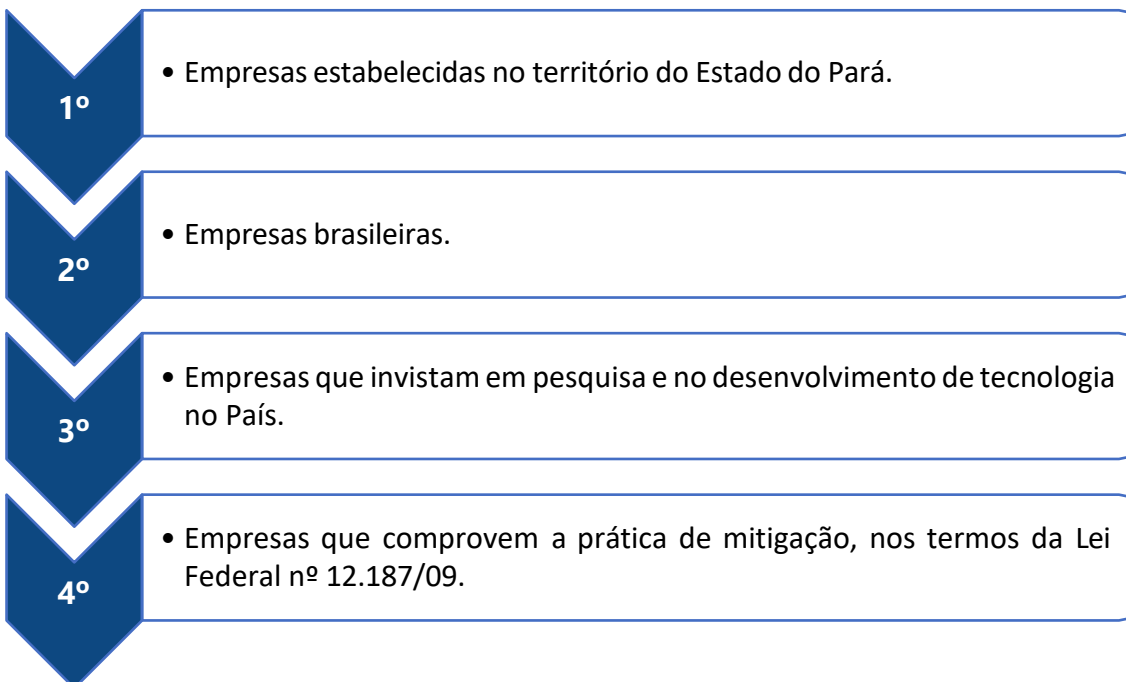 1º
• Empresas estabelecidas no território do Estado do Pará.
2º
• Empresas brasileiras.
3º
• Empresas que invistam em pesquisa e no desenvolvimento de tecnologia
no País.
4º
• Empresas que comprovem a prática de mitigação, nos termos da Lei
Federal nº 12.187/09.